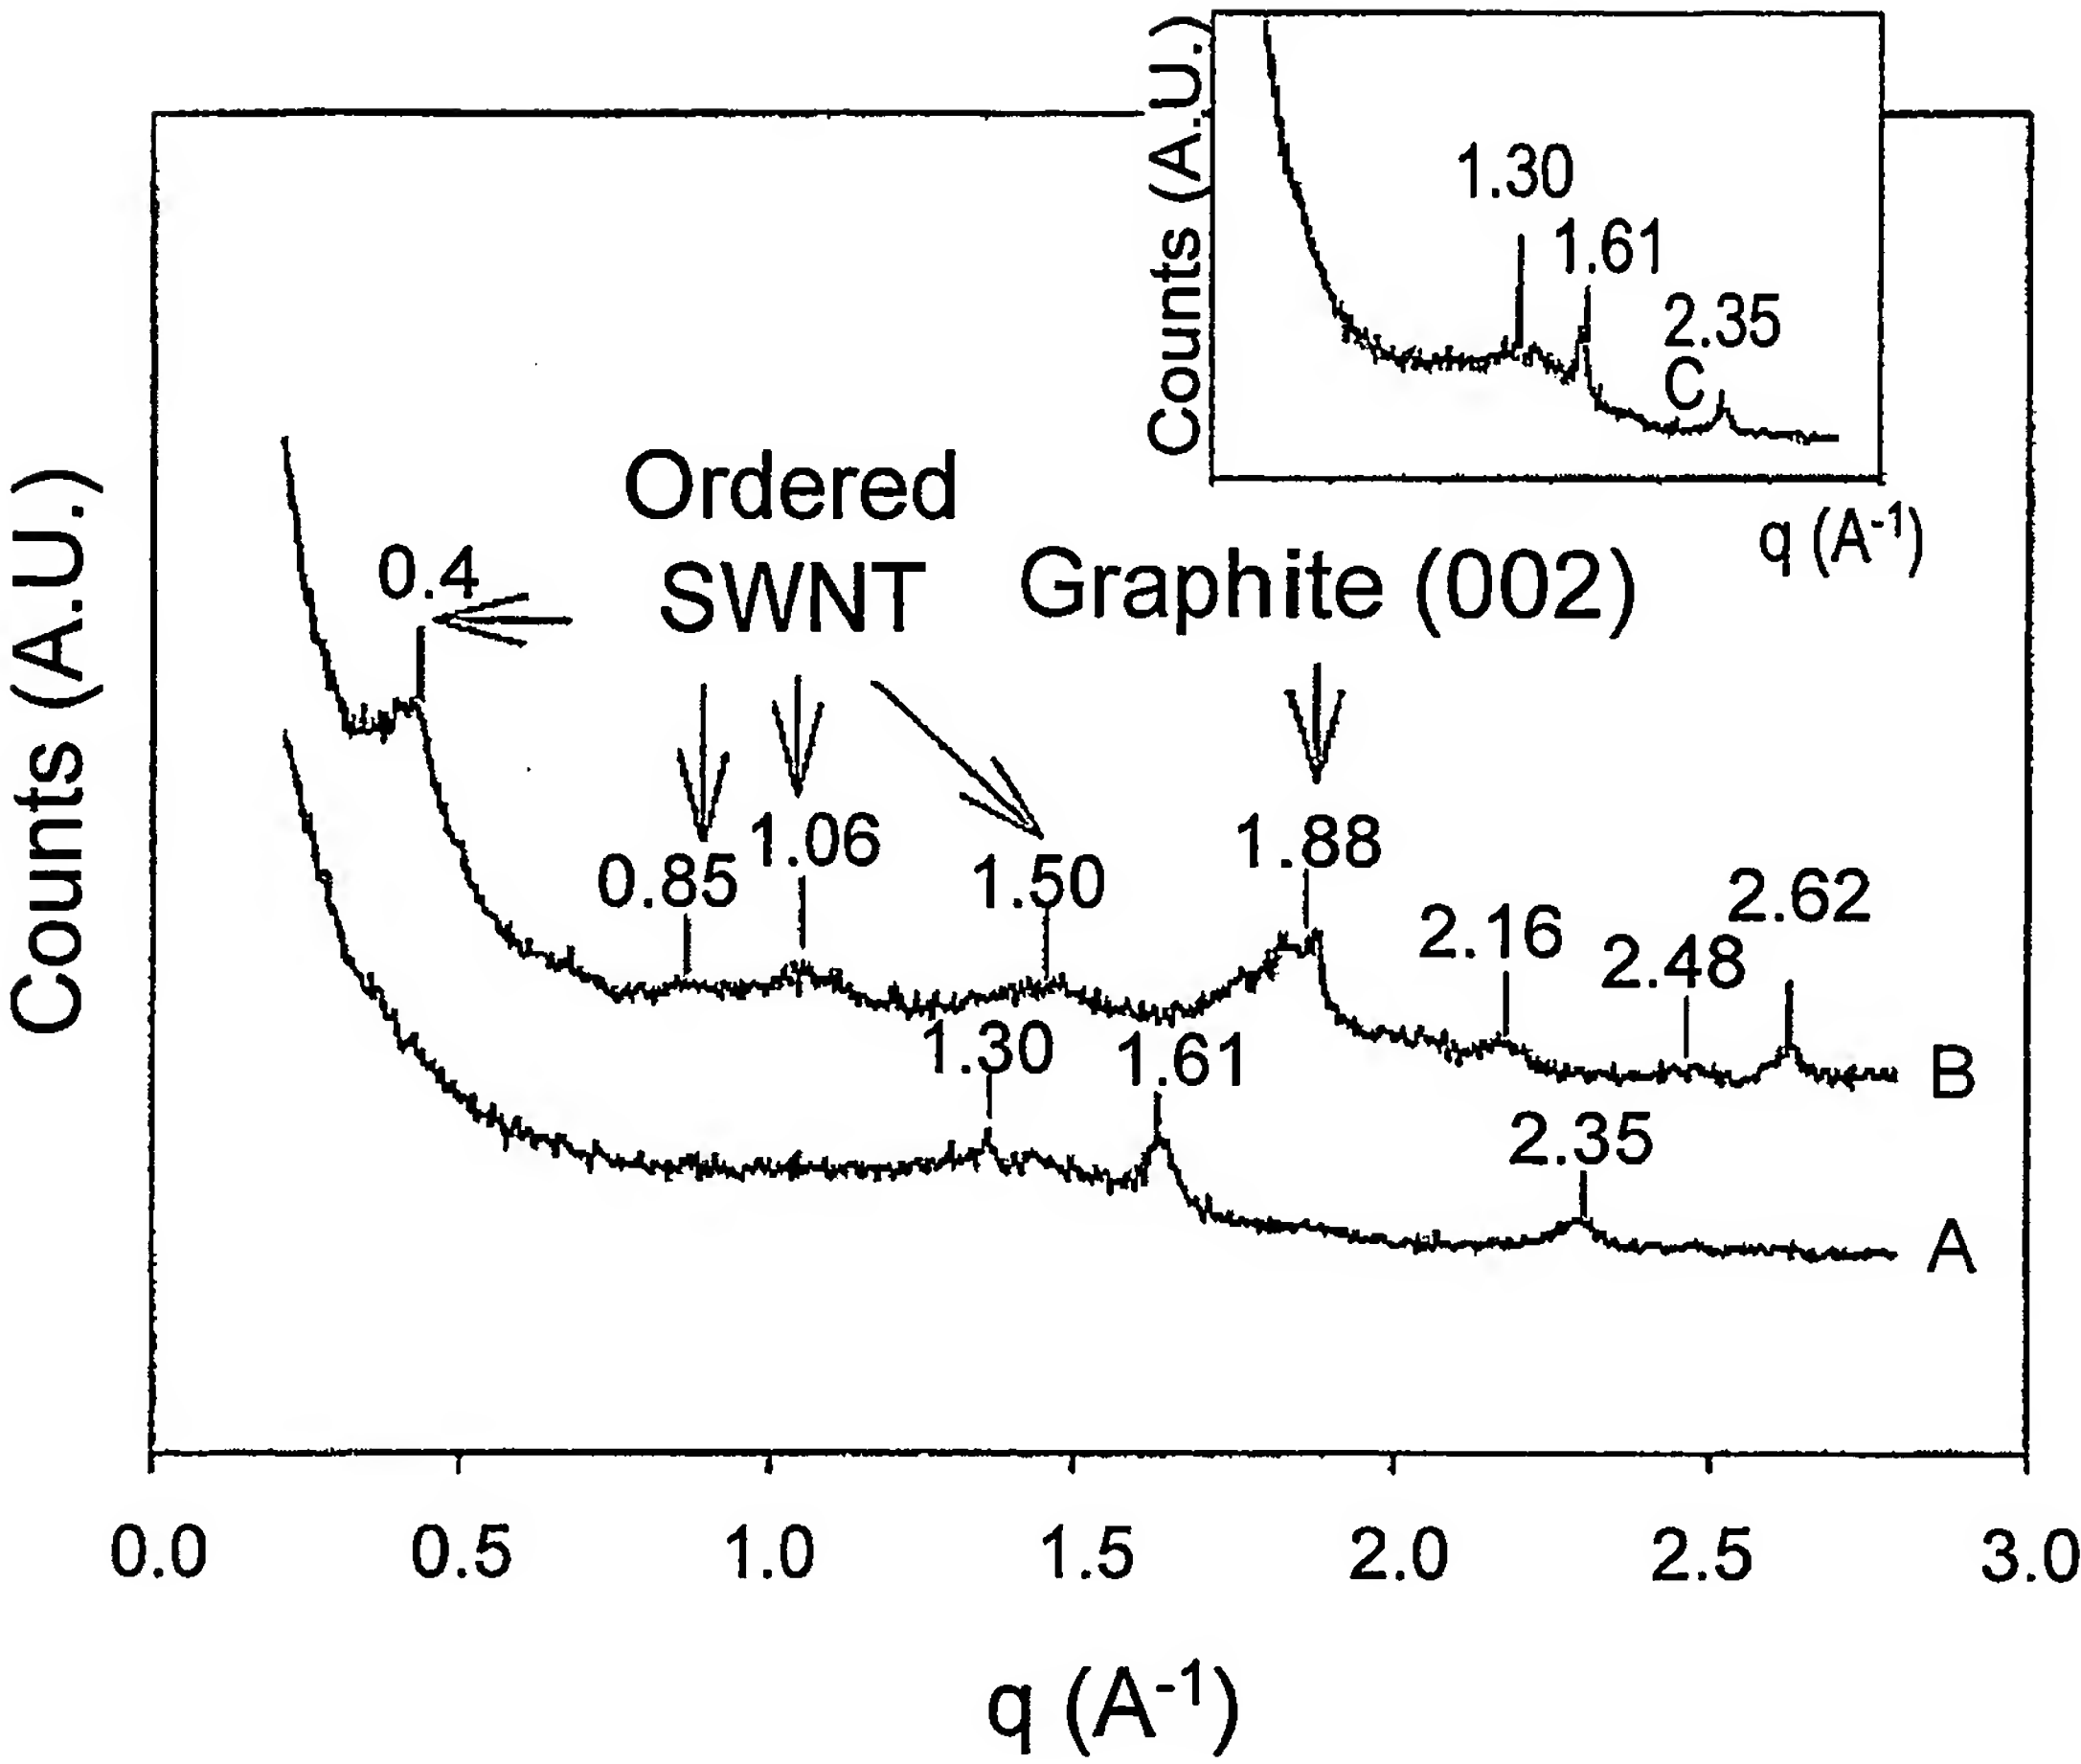 Counts (A.U.)
1.30
1.61
2.35
C
q (A-1)
Ordered
SWNT
Graphite (002)
0.4
0.85
1.06
1.50
1.88
2.16
2.48
2.62
B
1.30
1.61
2.35
A
Counts (A.U.)
0.0 0.5 1.0 1.5 2.0 2.5 3.0
q (A-1)